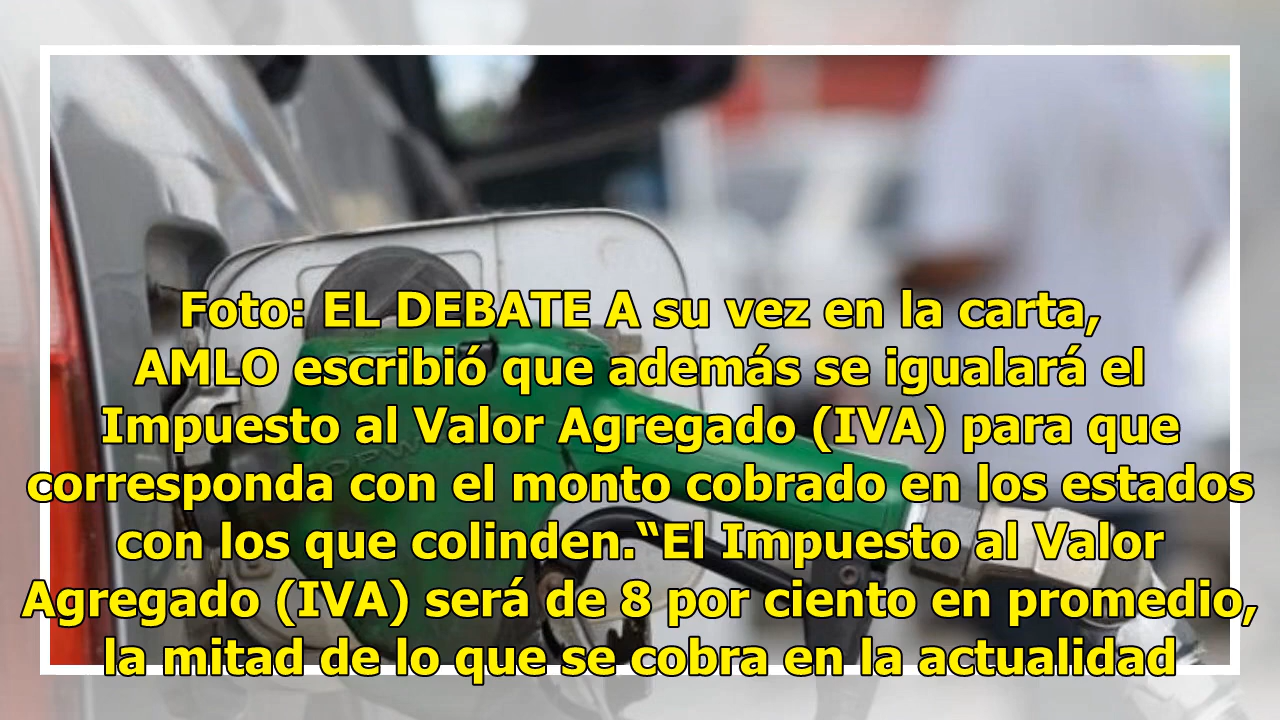 Foto: EL DEBATE A su vez en la carta,
AMLO escribió que además se igualará el
Impuesto al Valor Agregado (IVA) para que
corresponda con el monto cobrado en los estados
con los que colinden.“El Impuesto al Valor
Agregado (IVA) será de 8 por ciento en promedio,
la mitad de lo que se cobra en la actualidad